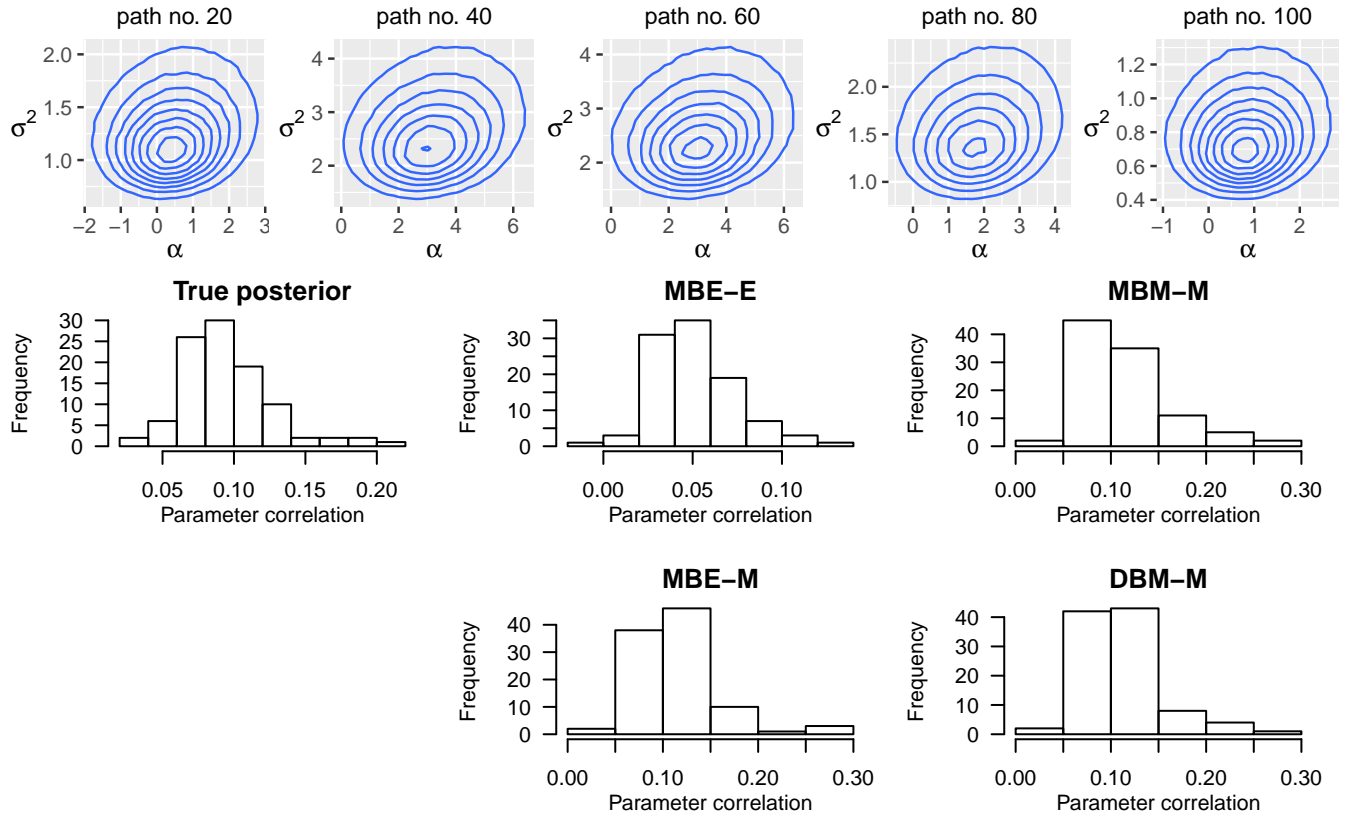 path no. 20 path no. 40 path no. 60 path no. 80 path no. 100
σ² 2.0 1.5 1.0
−2 −1 0 1 2 3
α
σ² 4 3 2
0 2 4 6
α
σ² 4 3 2
0 2 4 6
α
σ² 2.0 1.5 1.0
0 1 2 3 4
α
σ² 1.2 1.0 0.8 0.6 0.4
−1 0 1 2
α
True posterior
Frequency
30
25
20
15
10
5
0
0.05 0.10 0.15 0.20
Parameter correlation
MBE−E
Frequency
30
20
10
0
0.00 0.05 0.10
Parameter correlation
MBM−M
Frequency
40
30
20
10
0
0.00 0.10 0.20 0.30
Parameter correlation
MBE−M
Frequency
40
30
20
10
0
0.00 0.10 0.20 0.30
Parameter correlation
DBM−M
Frequency
40
30
20
10
0
0.00 0.10 0.20 0.30
Parameter correlation